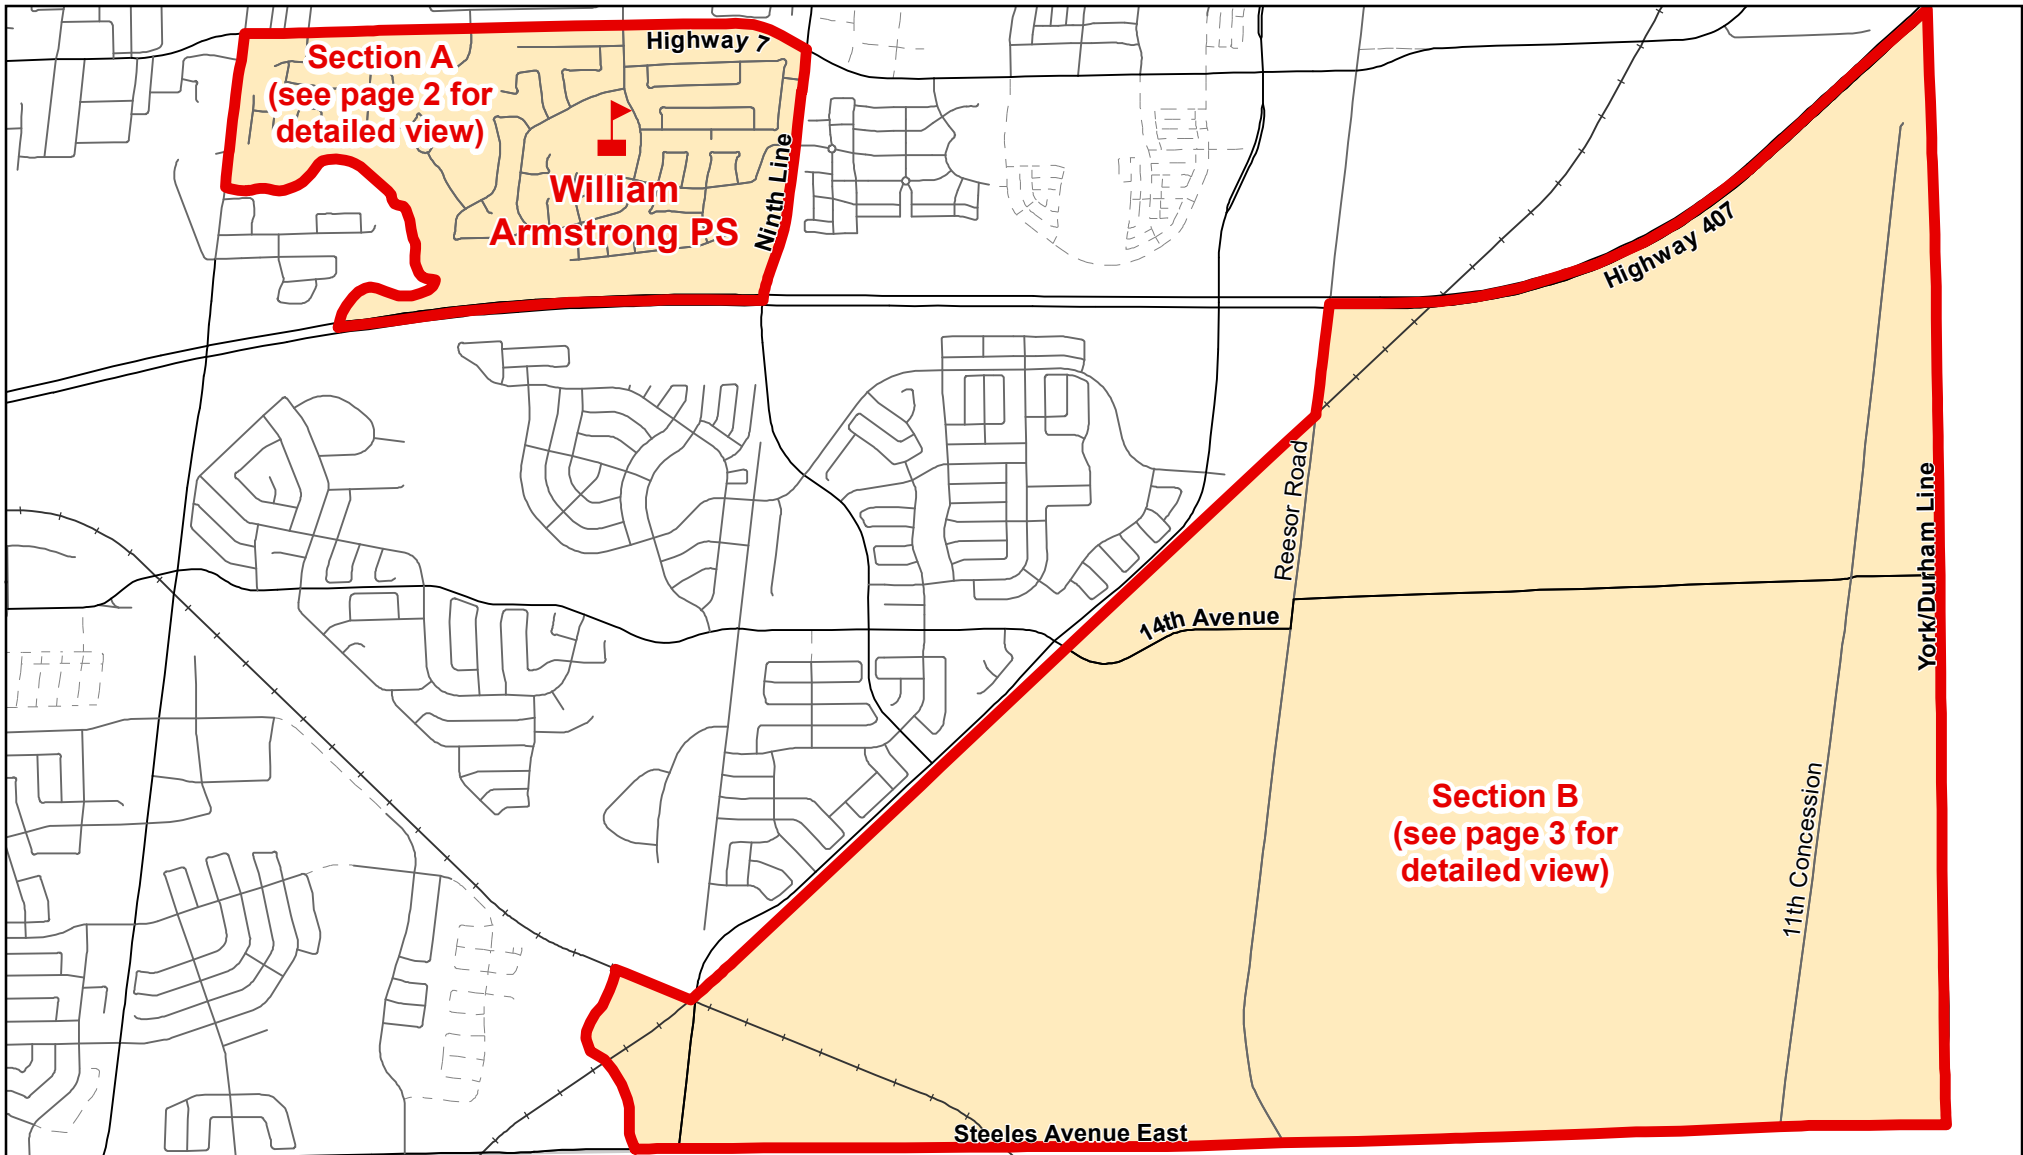 Highway 7
Section A
(see page 2 for
detailed view)
William
Armstrong PS
Ninth Line
Highway 407
Reesor Road
York/Durham Line
14th Avenue
Section B
(see page 3 for
detailed view)
11th Concession
Steeles Avenue East